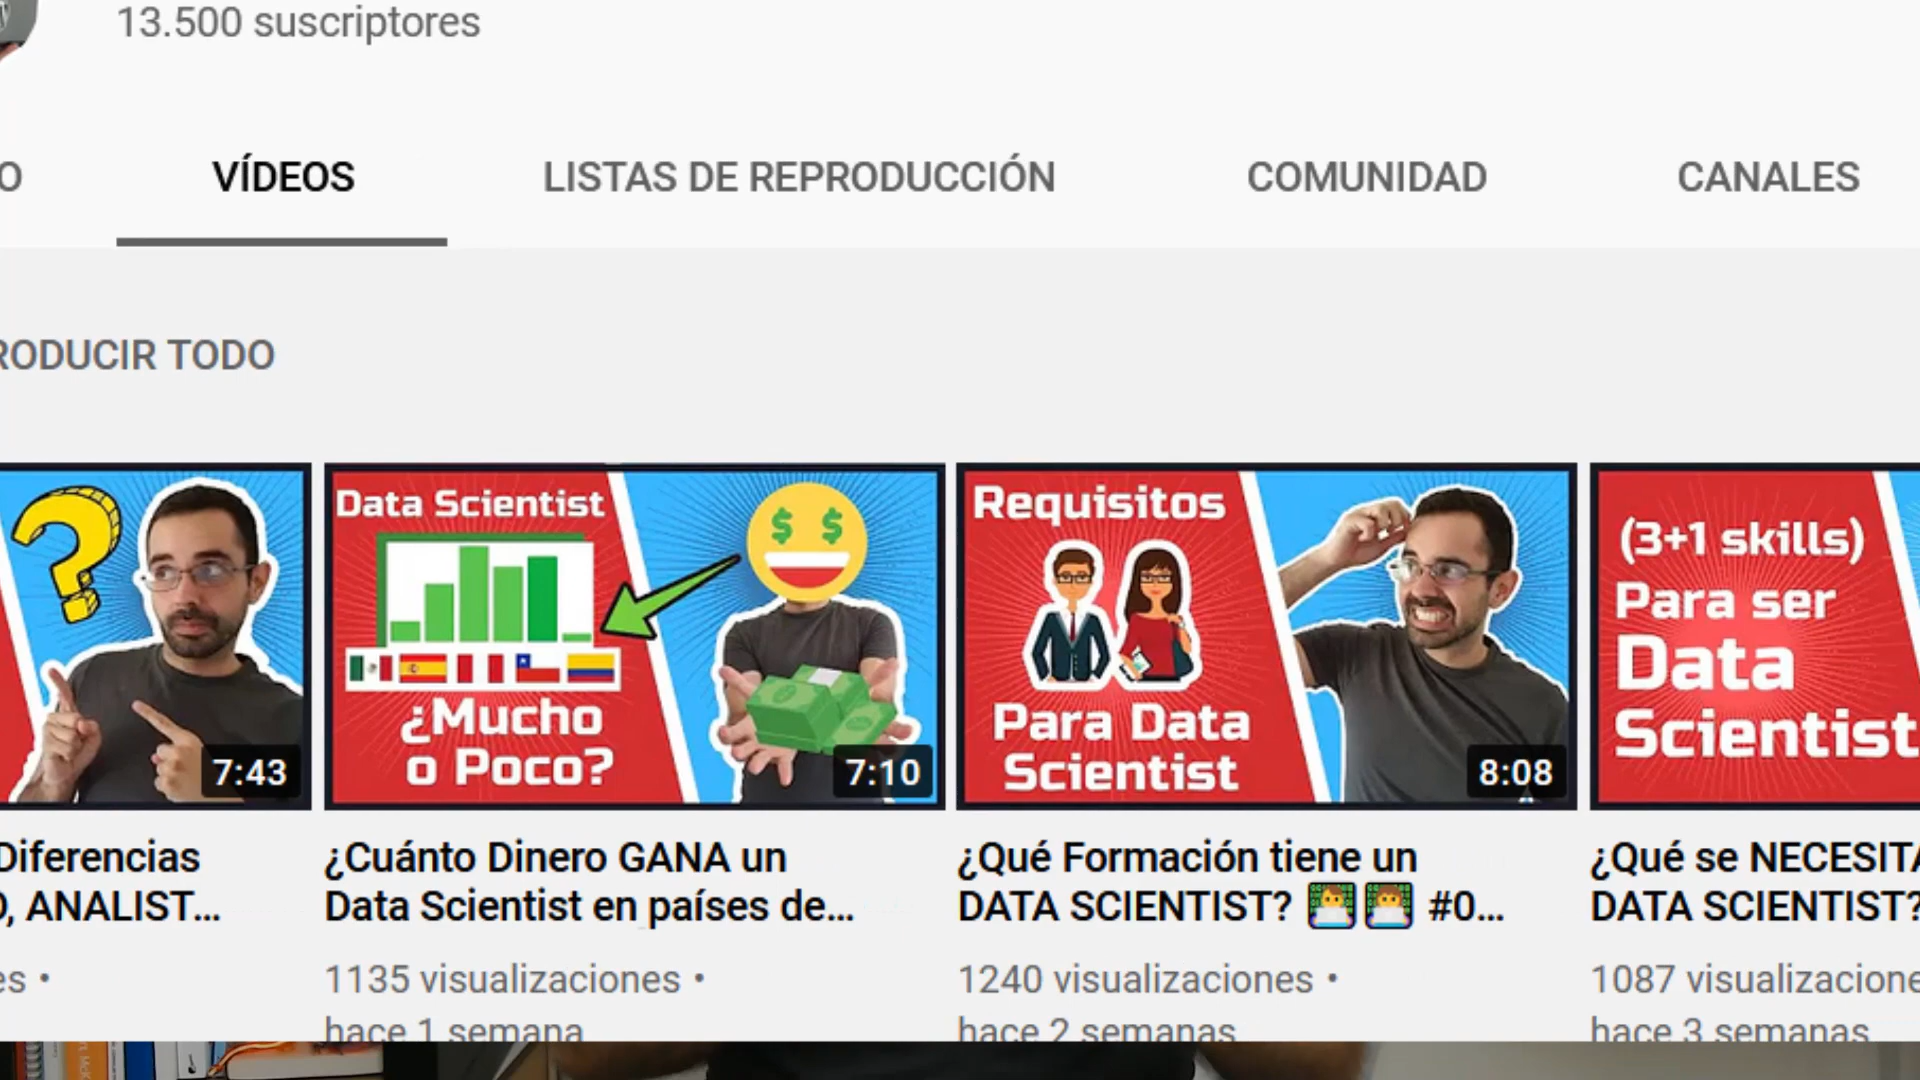 13.500 suscriptores
O VÍDEOS LISTAS DE REPRODUCCIÓN COMUNIDAD CANALES
RODUCIR TODO
7:43
Data Scientist
¿Mucho
o Poco?
7:10
Requisitos
Para Data
Scientist
8:08
(3+1 skills)
Para ser
Data
Scientist
Diferencias
O, ANALIST...
es •
¿Cuánto Dinero GANA un
Data Scientist en países de...
1135 visualizaciones •
hace 1 semana
¿Qué Formación tiene un
DATA SCIENTIST? 👨‍💻👨‍💻 #0...
1240 visualizaciones •
hace 2 semanas
¿Qué se NECESITA
DATA SCIENTIST?
1087 visualizacione
hace 3 semanas